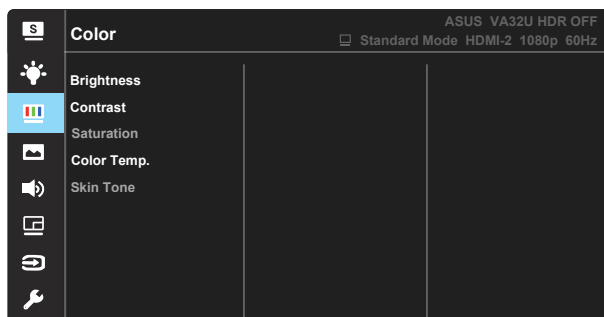 S
Color
ASUS VA32U HDR OFF
Standard Mode HDMI-2 1080p 60Hz
Brightness
Contrast
Saturation
Color Temp.
Skin Tone